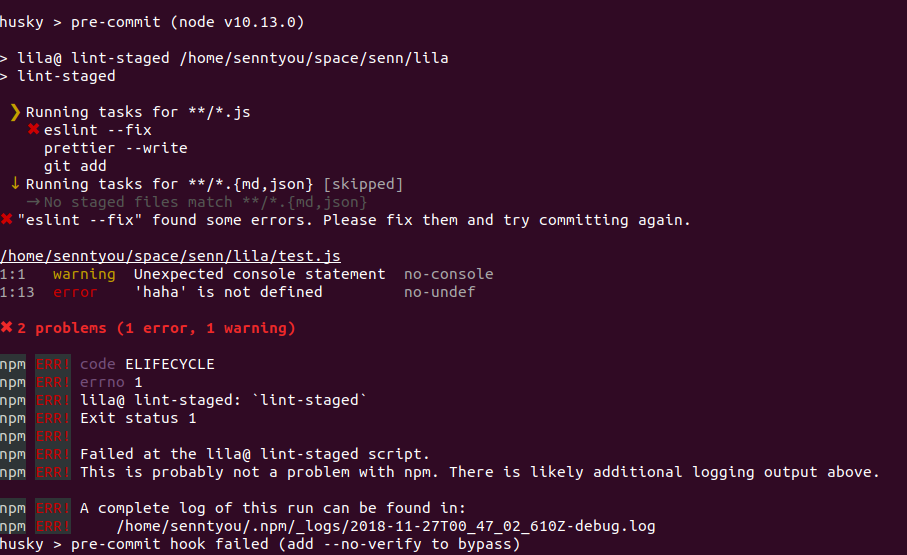 husky > pre-commit (node v10.13.0)
> lila@ lint-staged /home/senntyou/space/senn/lila
> lint-staged
❯ Running tasks for **/*.js
✖ eslint --fix
prettier --write
git add
↓ Running tasks for **/*.{md,json} [skipped]
→ No staged files match **/*.{md,json}
✖ "eslint --fix" found some errors. Please fix them and try committing again.
/home/senntyou/space/senn/lila/test.js
1:1 warning Unexpected console statement no-console
1:13 error 'haha' is not defined no-undef
✖ 2 problems (1 error, 1 warning)
npm ERR! code ELIFECYCLE
npm ERR! errno 1
npm ERR! lila@ lint-staged: `lint-staged`
npm ERR! Exit status 1
npm ERR!
npm ERR! Failed at the lila@ lint-staged script.
npm ERR! This is probably not a problem with npm. There is likely additional logging output above.
npm ERR! A complete log of this run can be found in:
npm ERR! /home/senntyou/.npm/_logs/2018-11-27T00_47_02_610Z-debug.log
husky > pre-commit hook failed (add --no-verify to bypass)